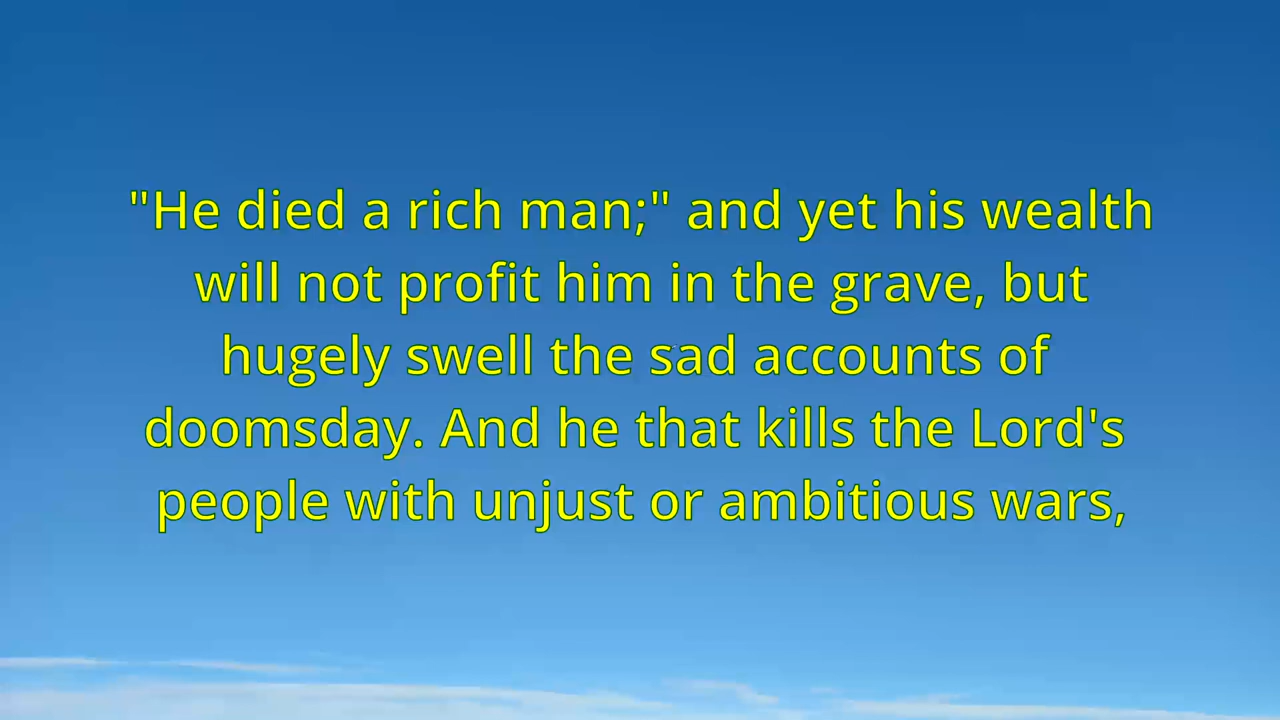 "He died a rich man;" and yet his wealth
will not profit him in the grave, but
hugely swell the sad accounts of
doomsday. And he that kills the Lord's
people with unjust or ambitious wars,